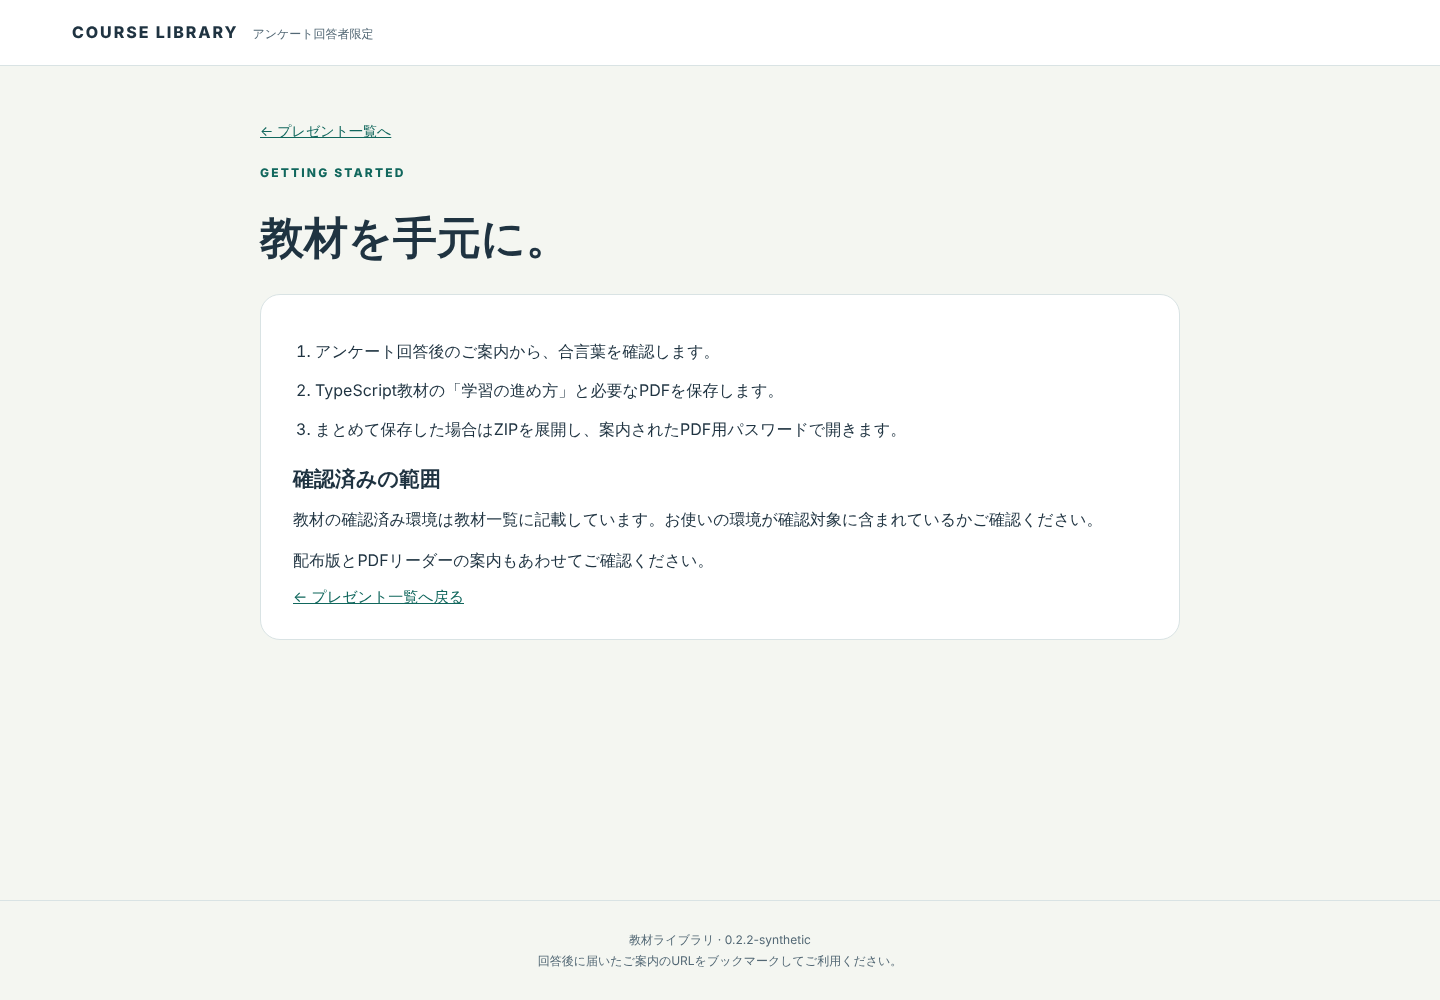 COURSE LIBRARY アンケート回答者限定
← プレゼント一覧へ
GETTING STARTED
教材を手元に。
1. アンケート回答後のご案内から、合言葉を確認します。
2. TypeScript教材の「学習の進め方」と必要なPDFを保存します。
3. まとめて保存した場合はZIPを展開し、案内されたPDF用パスワードで開きます。
確認済みの範囲
教材の確認済み環境は教材一覧に記載しています。お使いの環境が確認対象に含まれているかご確認ください。
配布版とPDFリーダーの案内もあわせてご確認ください。
← プレゼント一覧へ戻る
教材ライブラリ · 0.2.2-synthetic
回答後に届いたご案内のURLをブックマークしてご利用ください。